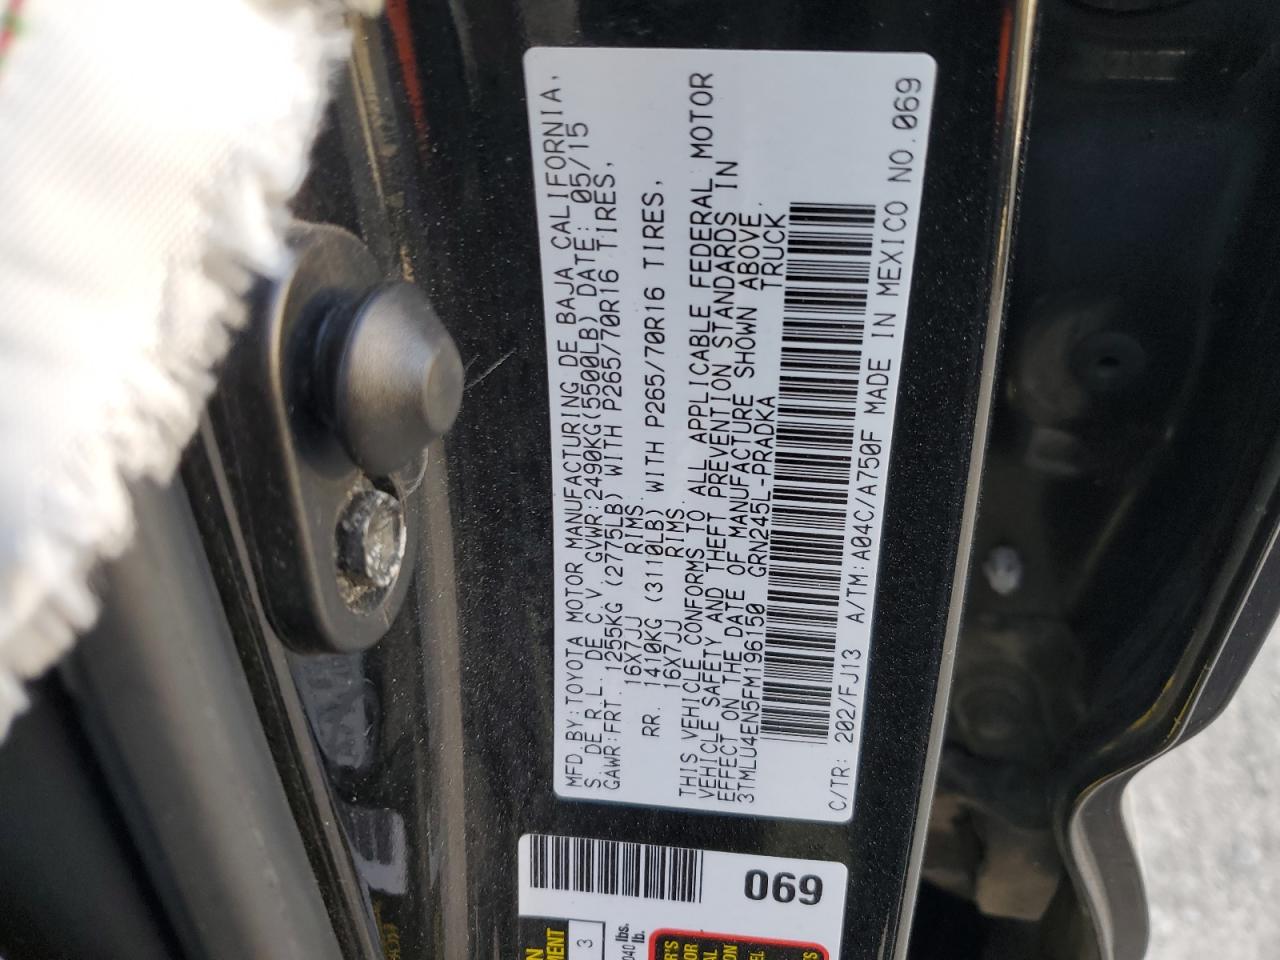 MFD.BY:TOYOTA MOTOR MANUFACTURING DE BAJA CALIFORNIA,
S. DE R.L. DE C.V. GVWR:2490KG(5500LB) DATE: 05/15
GAWR:FRT. 1255KG (2775LB) WITH P265/70R16 TIRES,
16X7JJ RIMS.
RR. 1410KG (3110LB) WITH P265/70R16 TIRES,
16X7JJ RIMS.
THIS VEHICLE CONFORMS TO ALL APPLICABLE FEDERAL MOTOR
VEHICLE SAFETY AND THEFT PREVENTION STANDARDS IN
EFFECT ON THE DATE OF MANUFACTURE SHOWN ABOVE.
3TMLU4EN5FM196150 GRN245L-PRADKA TRUCK
C/TR: 202/FJ13 A/TM:A04C/A750F MADE IN MEXICO NO.069
069
3
lbs.
lb.